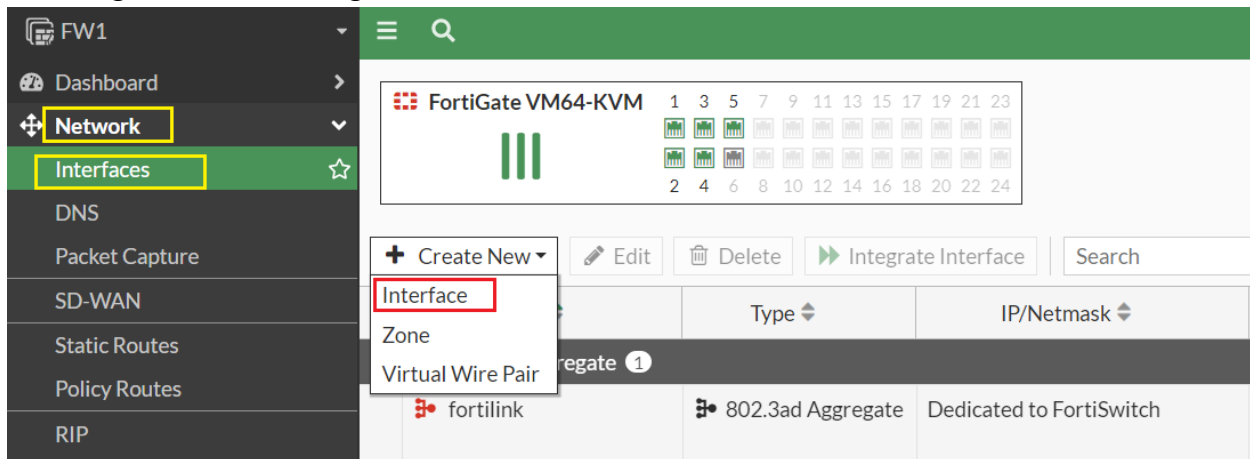 FW1
Dashboard
Network
Interfaces
DNS
Packet Capture
SD-WAN
Static Routes
Policy Routes
RIP
FortiGate VM64-KVM
1 3 5 7 9 11 13 15 17 19 21 23
2 4 6 8 10 12 14 16 18 20 22 24
Create New Edit Delete Integrate Interface Search
Interface
Zone
Virtual Wire Pair
Type IP/Netmask
regate 1
fortilink 802.3ad Aggregate Dedicated to FortiSwitch